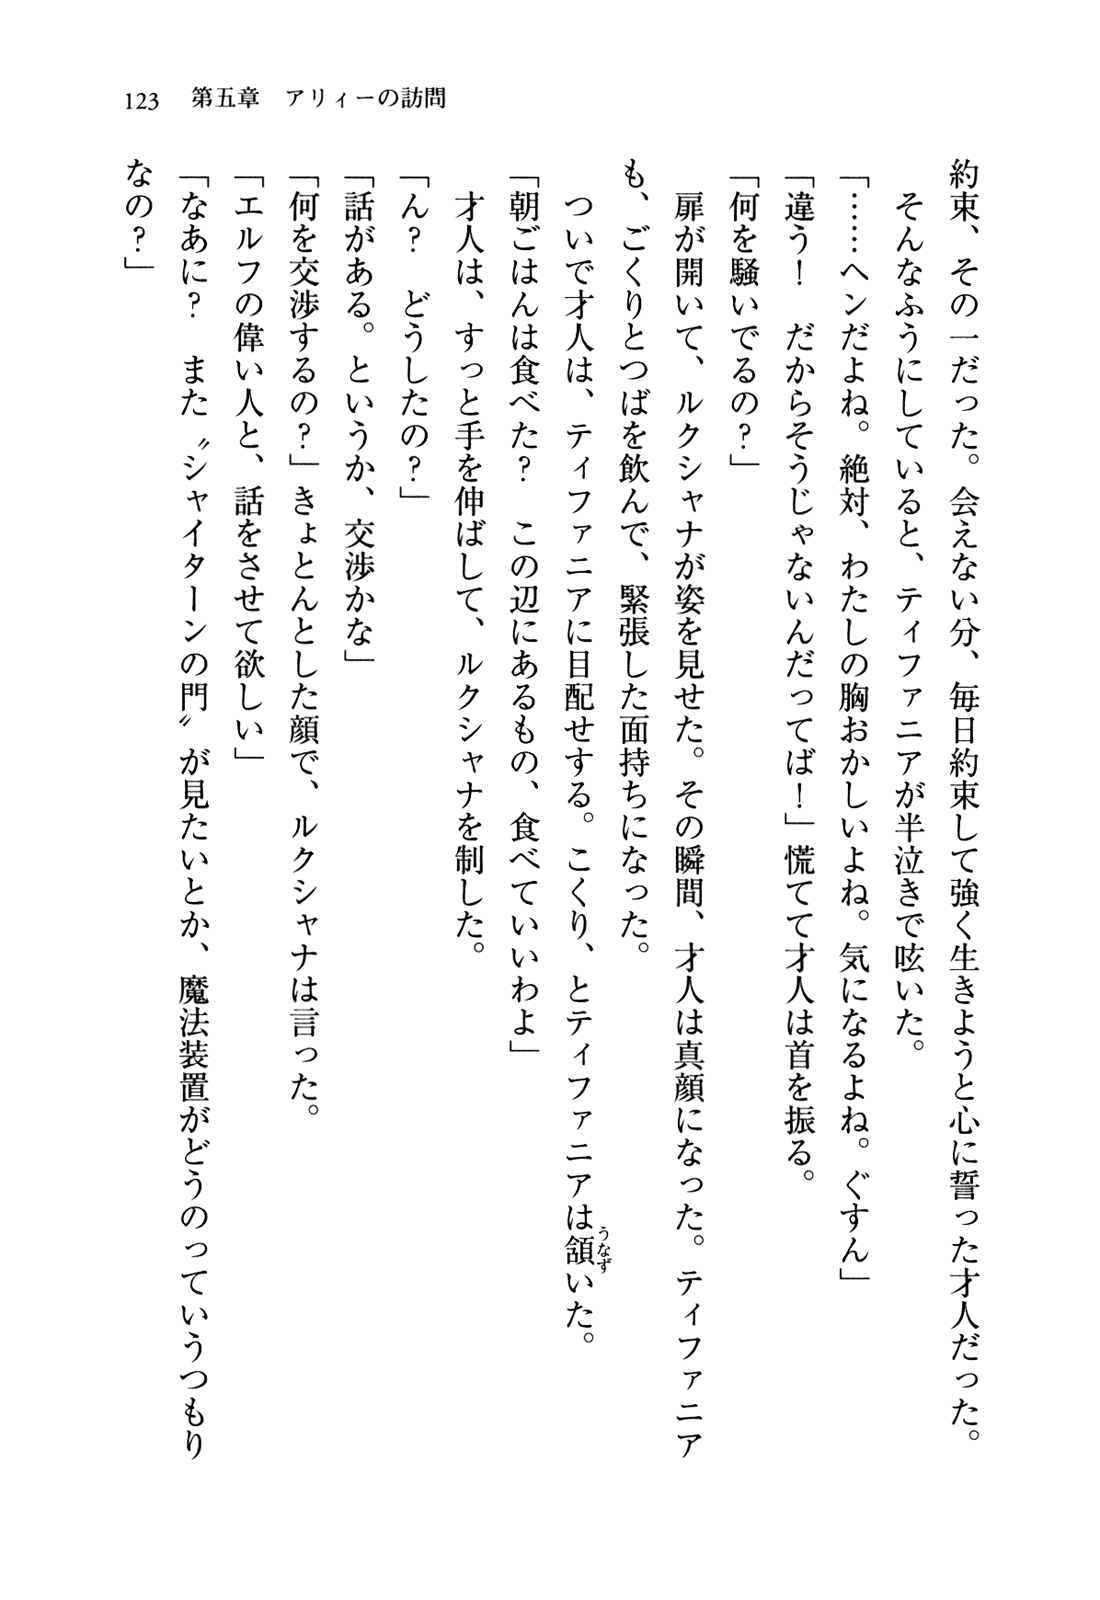 123 第五章 アリィーの訪問
約束、その一だった。会えない分、毎日約束して強く生きようと心に誓った才人だった。
そんなふうにしていると、ティファニアが半泣きで呟いた。
「……ヘンだよね。絶対、わたしの胸おかしいよね。気になるよね。ぐすん」
「違う！　だからそうじゃないんだってば！」慌てて才人は首を振る。
「何を騒いでるの？」
扉が開いて、ルクシャナが姿を見せた。その瞬間、才人は真顔になった。ティファニア
も、ごくりとつばを飲んで、緊張した面持ちになった。
ついで才人は、ティファニアに目配せする。こくり、とティファニアは頷いた。
うなず
「朝ごはんは食べた？　この辺にあるもの、食べていいわよ」
才人は、すっと手を伸ばして、ルクシャナを制した。
「ん？　どうしたの？」
「話がある。というか、交渉かな」
「何を交渉するの？」きょとんとした顔で、ルクシャナは言った。
「エルフの偉い人と、話をさせて欲しい」
「なあに？　また〝シャイターンの門〟が見たいとか、魔法装置がどうのっていうつもり
なの？」